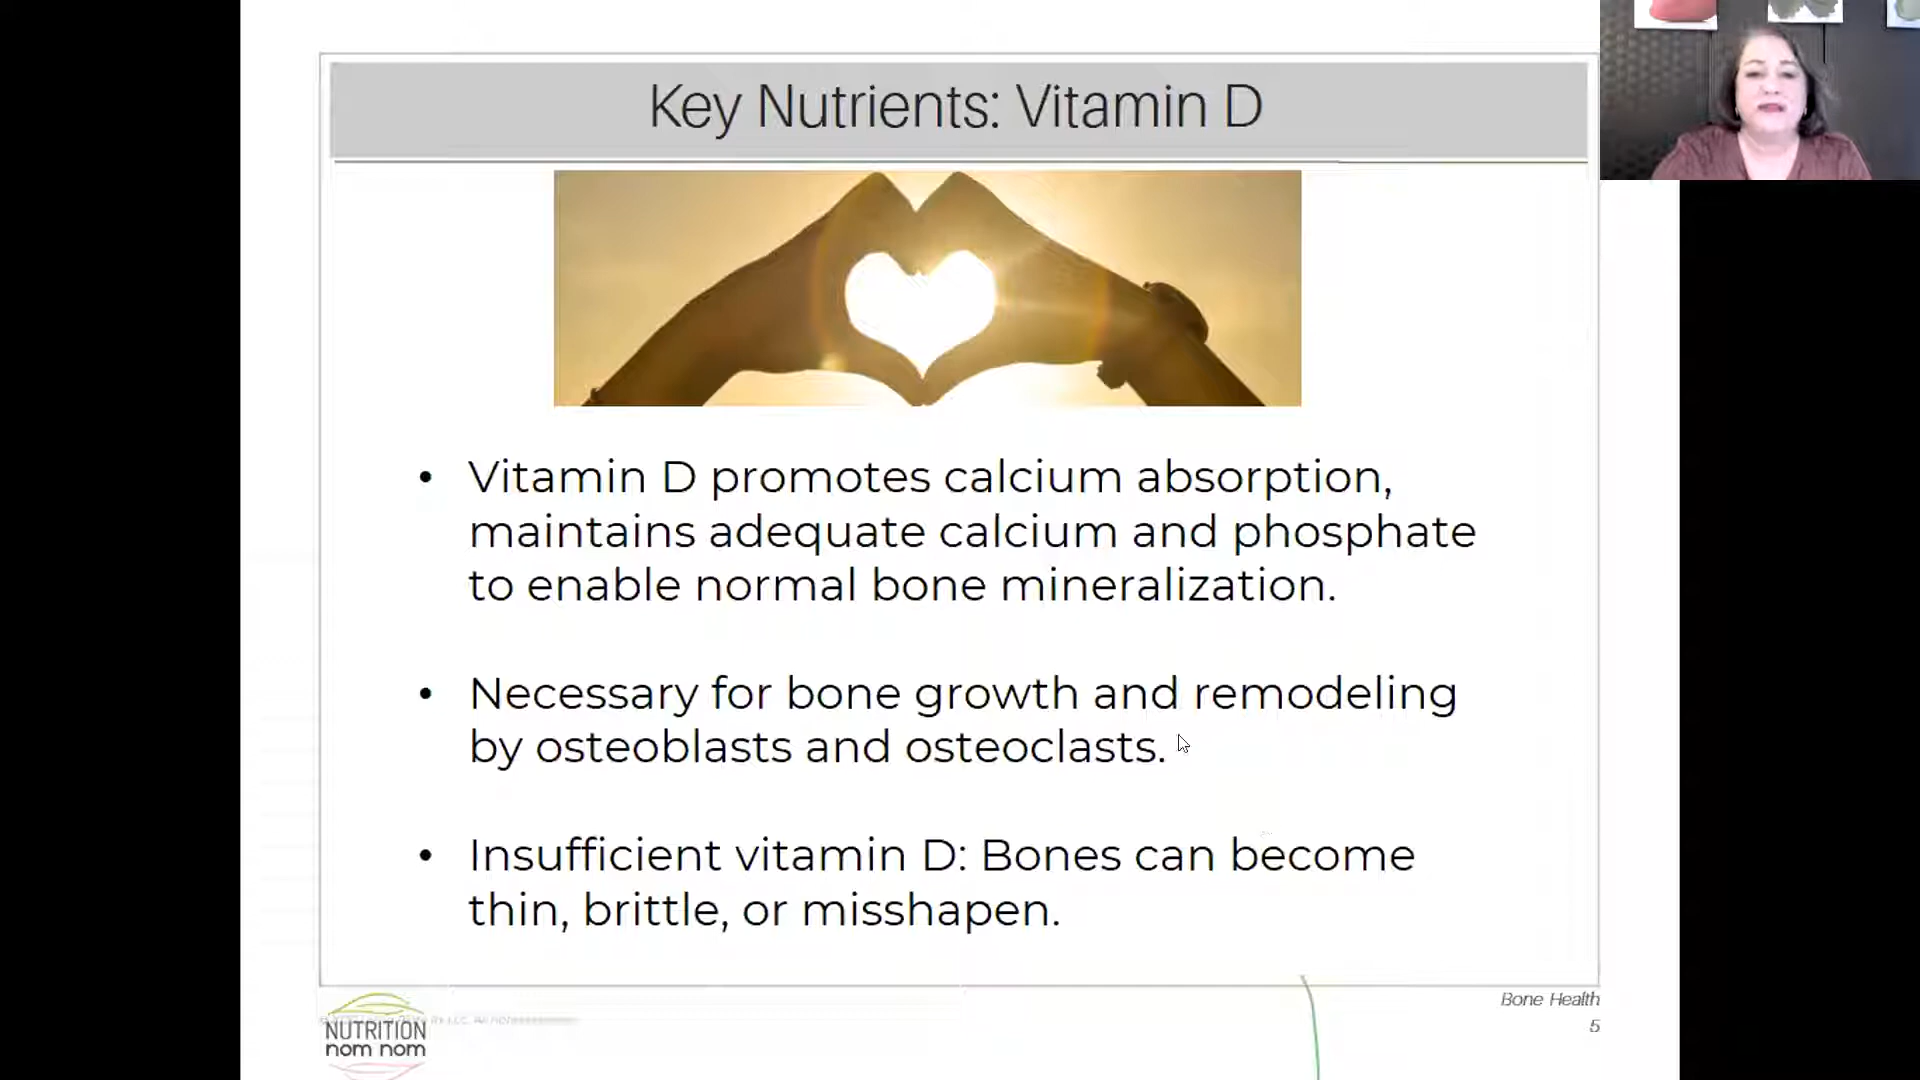 Key Nutrients: Vitamin D
• Vitamin D promotes calcium absorption,
maintains adequate calcium and phosphate
to enable normal bone mineralization.
• Necessary for bone growth and remodeling
by osteoblasts and osteoclasts.
• Insufficient vitamin D: Bones can become
thin, brittle, or misshapen.
NUTRITION
nom nom
Bone Health
5